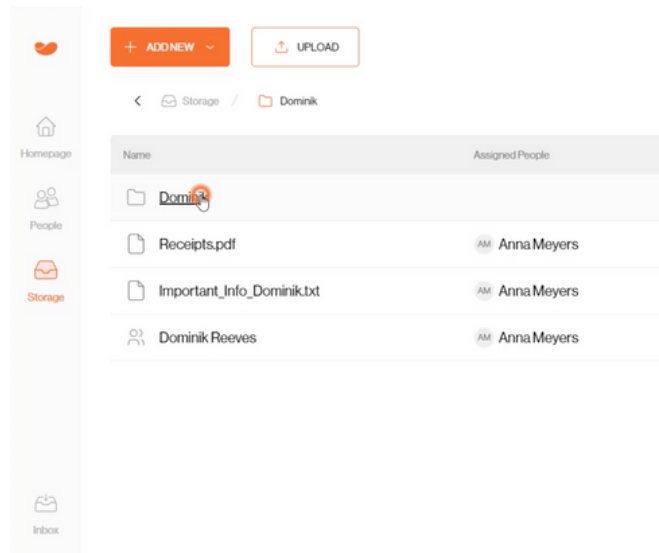 + ADD NEW
UPLOAD
Storage / Dominik
Homepage
People
Storage
Inbox
Name Assigned People
Dominik
Receipts.pdf AM Anna Meyers
Important_Info_Dominik.txt AM Anna Meyers
Dominik Reeves AM Anna Meyers